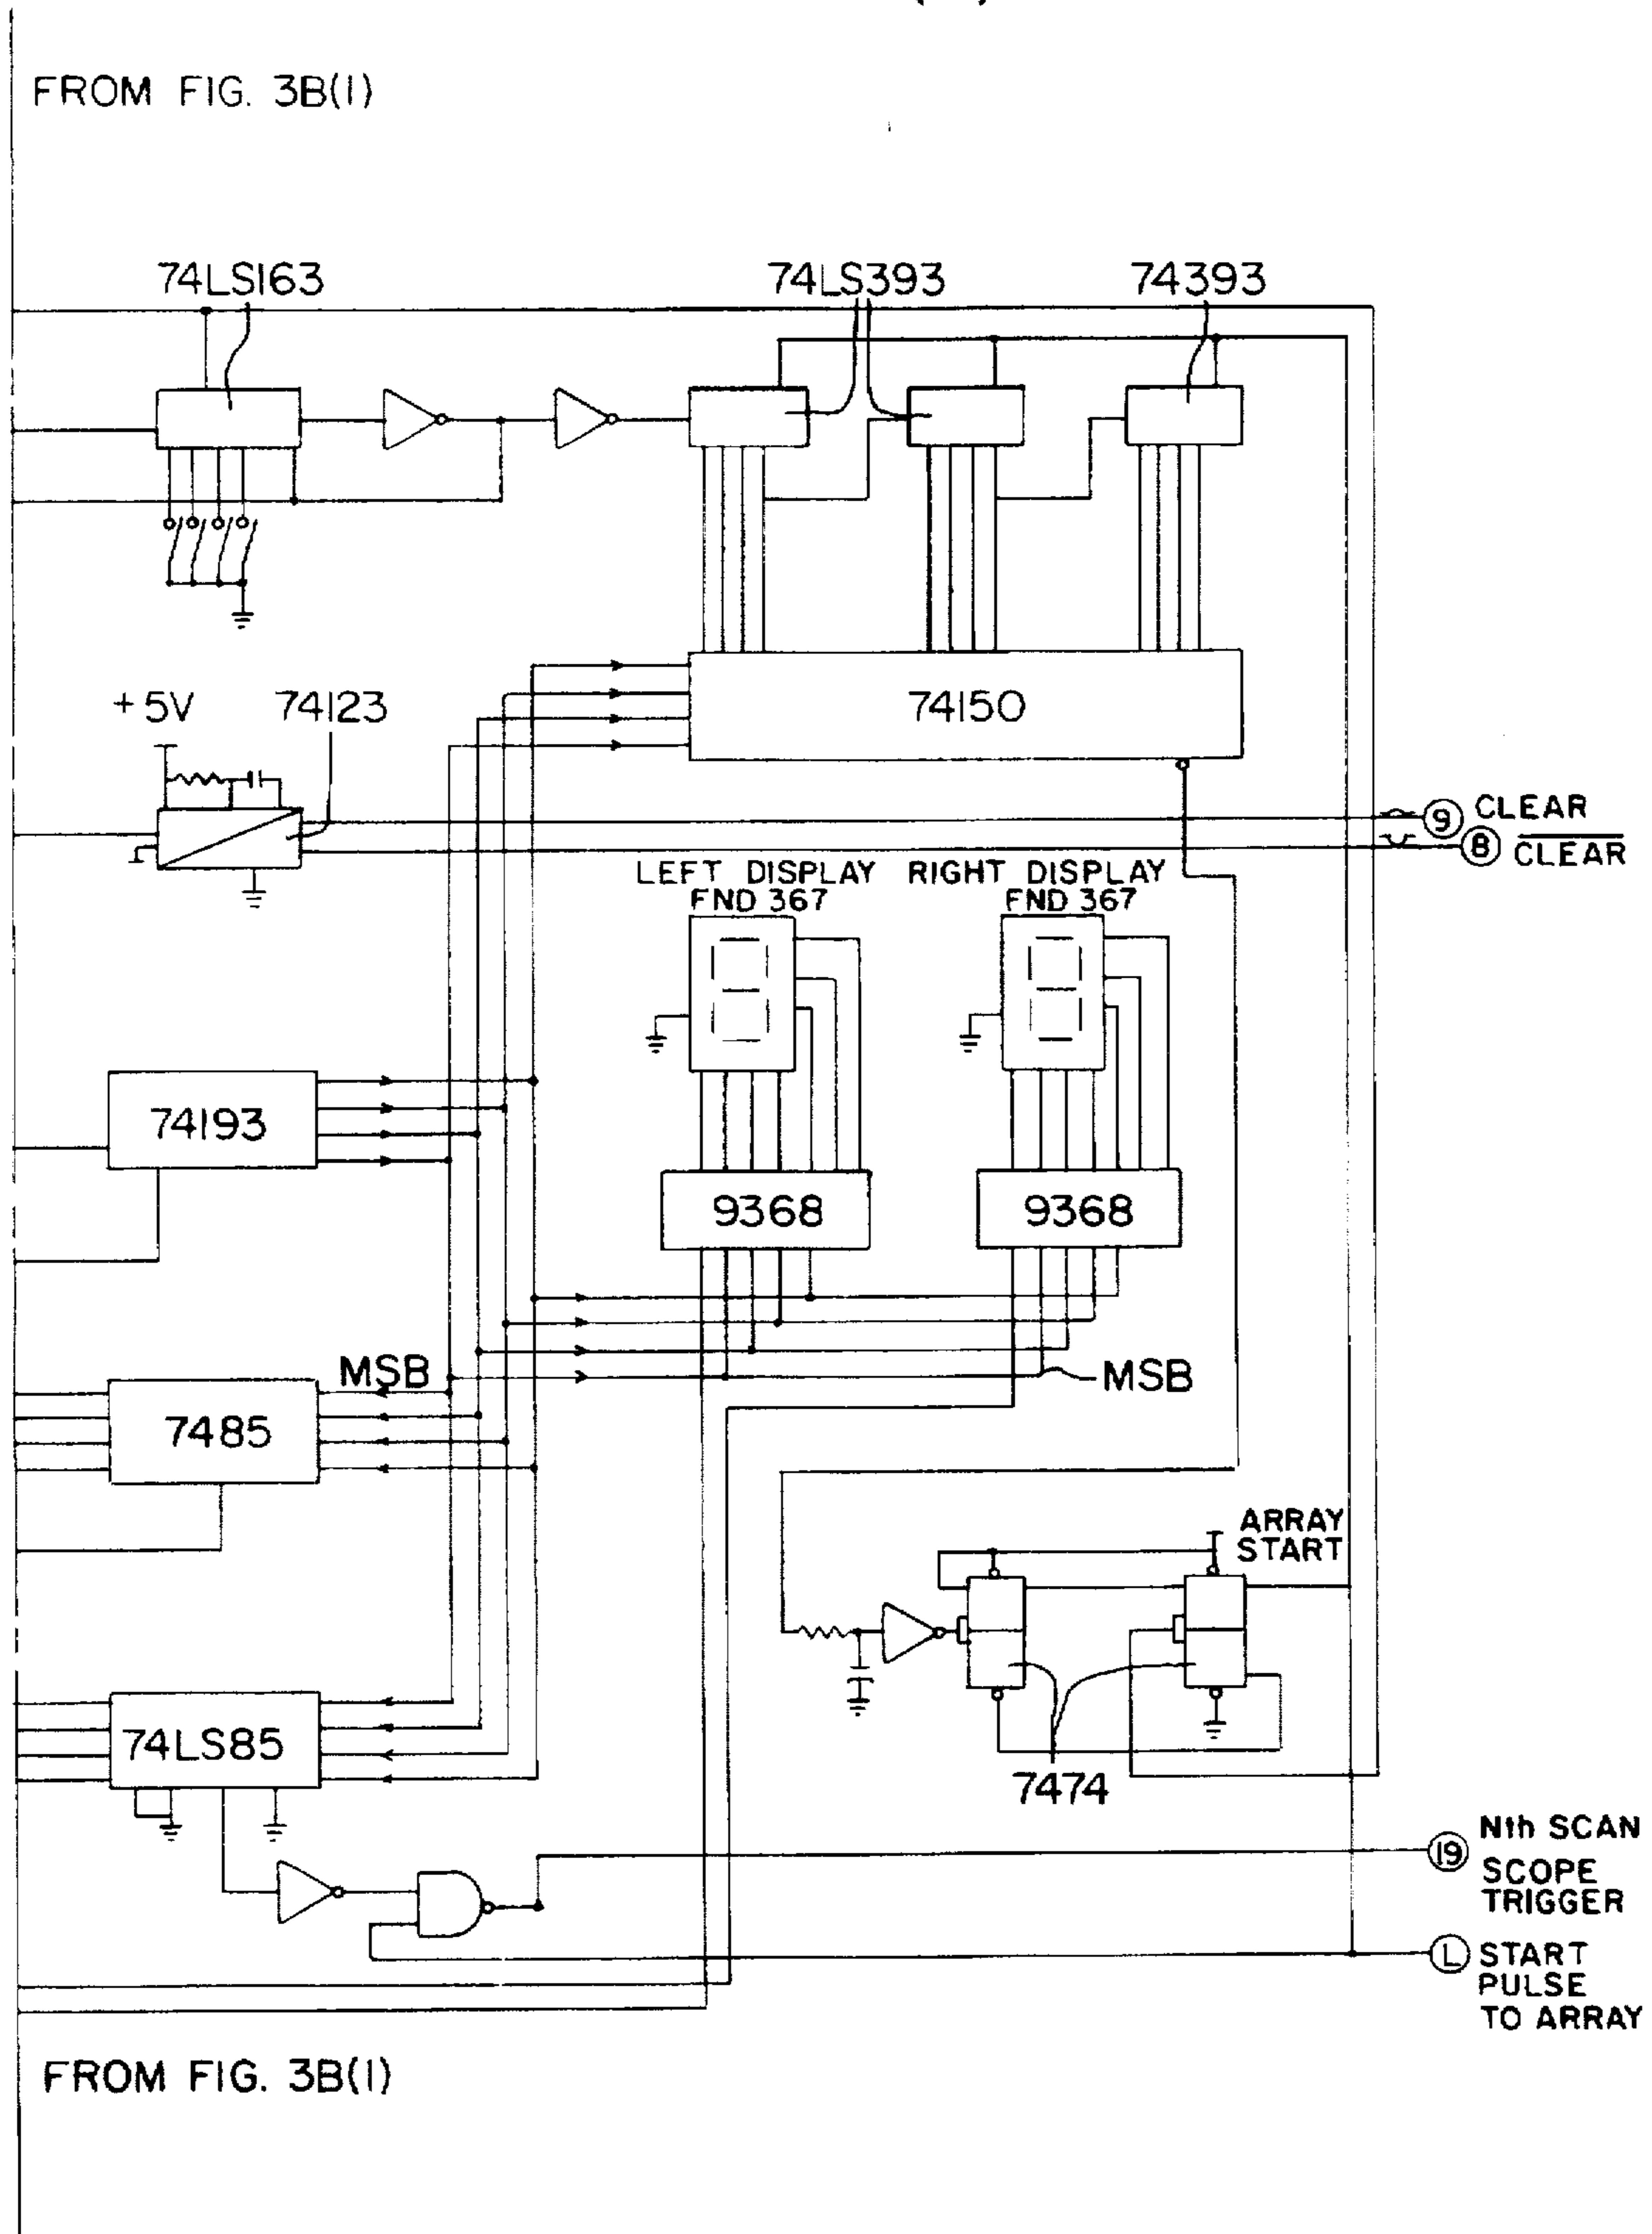 FROM FIG. 3B(1)
74LS163
74LS393
74393
+5V
74123
74150
9 CLEAR
8 CLEAR
LEFT DISPLAY
FND 367
RIGHT DISPLAY
FND 367
74193
9368
9368
MSB
MSB
7485
ARRAY
START
74LS85
7474
19
Nth SCAN
SCOPE
TRIGGER
L
START
PULSE
TO ARRAY
FROM FIG. 3B(1)